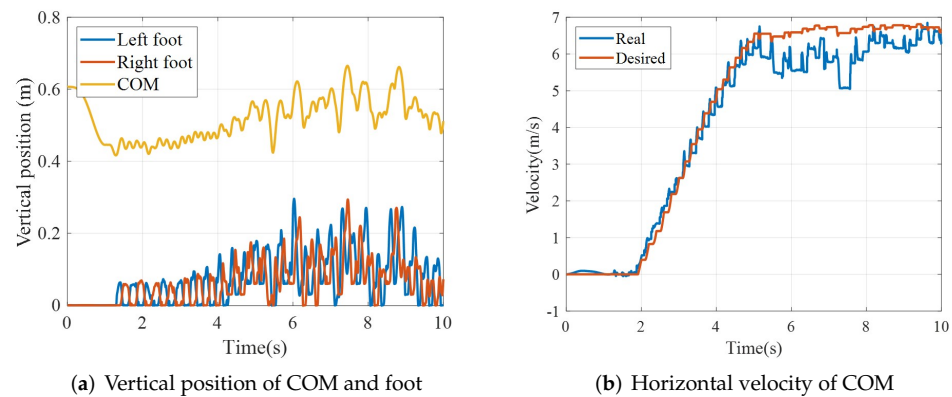 0.8
0.6
0.4
0.2
0
Vertical position (m)
Left foot
Right foot
COM
0 2 4 6 8 10
Time(s)
(a) Vertical position of COM and foot
7
6
5
4
3
2
1
0
-1
Velocity(m/s)
Real
Desired
0 2 4 6 8 10
Time(s)
(b) Horizontal velocity of COM